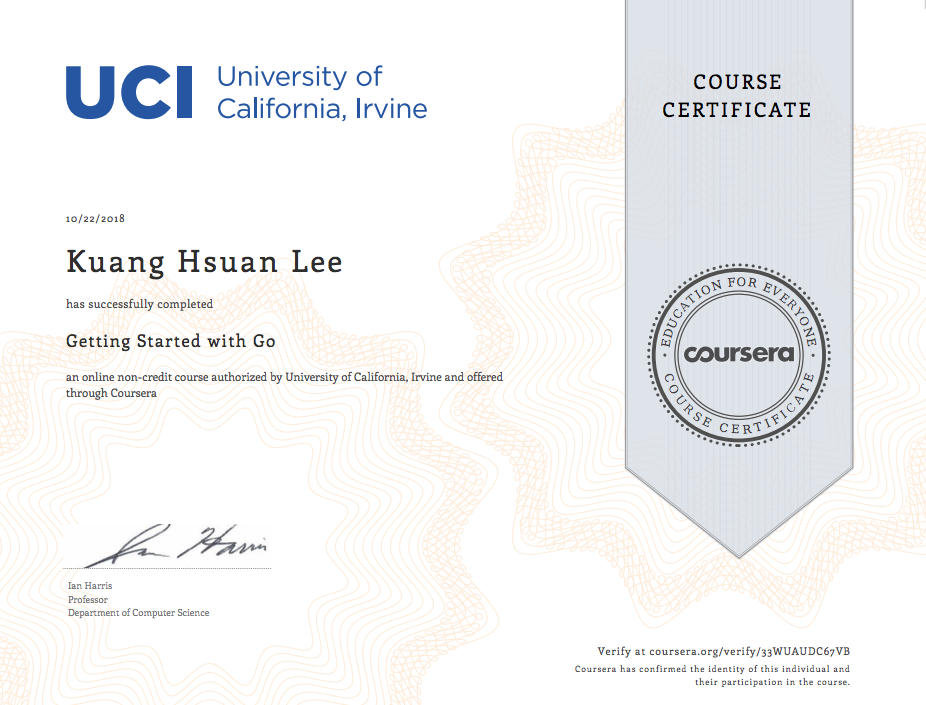 UCI University of
California, Irvine
COURSE
CERTIFICATE
10/22/2018
Kuang Hsuan Lee
has successfully completed
Getting Started with Go
an online non-credit course authorized by University of California, Irvine and offered
through Coursera
EDUCATION FOR EVERYONE
coursera
COURSE CERTIFICATE
Ian Harris
Ian Harris
Professor
Department of Computer Science
Verify at coursera.org/verify/33WUAUDC67VB
Coursera has confirmed the identity of this individual and
their participation in the course.